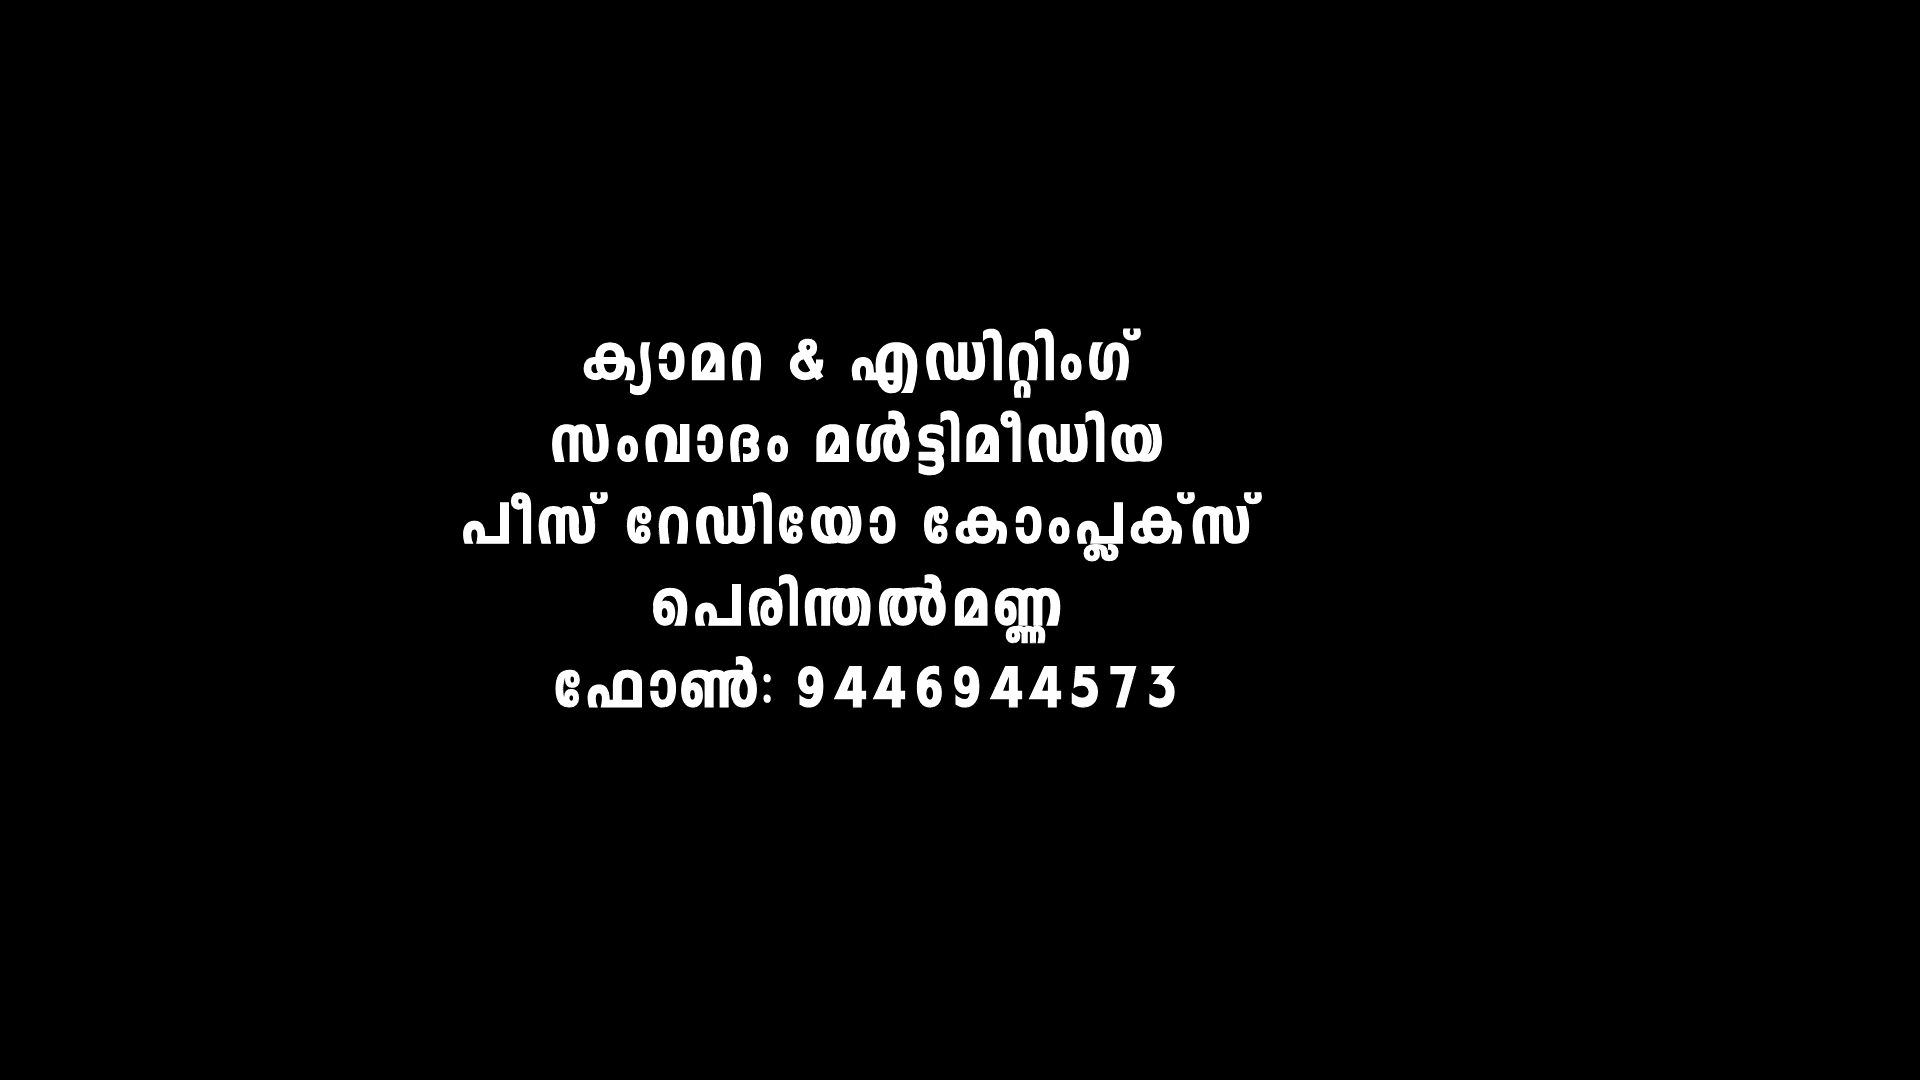 ക്യാമറ & എഡിറ്റിംഗ്
സംവാദം മൾട്ടിമീഡിയ
പീസ് റേഡിയോ കോംപ്ലക്സ്
പെരിന്തൽമണ്ണ
ഫോൺ: 9446944573